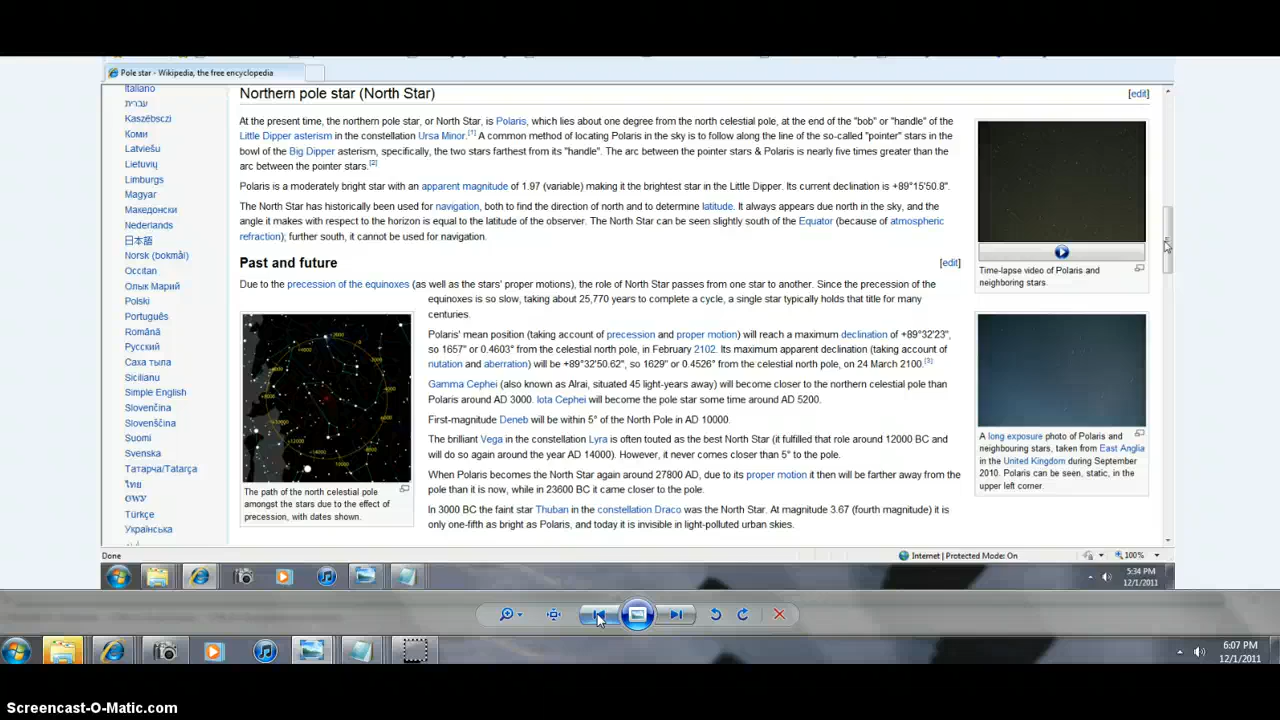 Pole star - Wikipedia, the free encyclopedia
Italiano
עברית
Kaszëbsczi
Коми
Latviešu
Lietuvių
Limburgs
Magyar
Македонски
Nederlands
日本語
Norsk (bokmål)
Occitan
Олык Марий
Polski
Português
Română
Русский
Саха тыла
Sicilianu
Simple English
Slovenčina
Slovenščina
Suomi
Svenska
Татарча/Tatarça
ไทย
Türkçe
Українська
Northern pole star (North Star)
[edit]
At the present time, the northern pole star, or North Star, is Polaris, which lies about one degree from the north celestial pole, at the end of the "bob" or "handle" of the
Little Dipper asterism in the constellation Ursa Minor.[1] A common method of locating Polaris in the sky is to follow along the line of the so-called "pointer" stars in the
bowl of the Big Dipper asterism, specifically, the two stars farthest from its "handle". The arc between the pointer stars & Polaris is nearly five times greater than the
arc between the pointer stars.[2]
Polaris is a moderately bright star with an apparent magnitude of 1.97 (variable) making it the brightest star in the Little Dipper. Its current declination is +89°15'50.8".
The North Star has historically been used for navigation, both to find the direction of north and to determine latitude. It always appears due north in the sky, and the
angle it makes with respect to the horizon is equal to the latitude of the observer. The North Star can be seen slightly south of the Equator (because of atmospheric
refraction); further south, it cannot be used for navigation.
Time-lapse video of Polaris and
neighboring stars.
Past and future
[edit]
Due to the precession of the equinoxes (as well as the stars' proper motions), the role of North Star passes from one star to another. Since the precession of the
equinoxes is so slow, taking about 25,770 years to complete a cycle, a single star typically holds that title for many
centuries.
Polaris' mean position (taking account of precession and proper motion) will reach a maximum declination of +89°32'23",
so 1657" or 0.4603° from the celestial north pole, in February 2102. Its maximum apparent declination (taking account of
nutation and aberration) will be +89°32'50.62", so 1629" or 0.4526° from the celestial north pole, on 24 March 2100.[3]
Gamma Cephei (also known as Alrai, situated 45 light-years away) will become closer to the northern celestial pole than
Polaris around AD 3000. Iota Cephei will become the pole star some time around AD 5200.
First-magnitude Deneb will be within 5° of the North Pole in AD 10000.
The brilliant Vega in the constellation Lyra is often touted as the best North Star (it fulfilled that role around 12000 BC and
will do so again around the year AD 14000). However, it never comes closer than 5° to the pole.
When Polaris becomes the North Star again around 27800 AD, due to its proper motion it then will be farther away from the
pole than it is now, while in 23600 BC it came closer to the pole.
In 3000 BC the faint star Thuban in the constellation Draco was the North Star. At magnitude 3.67 (fourth magnitude) it is
only one-fifth as bright as Polaris, and today it is invisible in light-polluted urban skies.
The path of the north celestial pole
amongst the stars due to the effect of
precession, with dates shown.
A long exposure photo of Polaris and
neighbouring stars, taken from East Anglia
in the United Kingdom during September
2010. Polaris can be seen, static, in the
upper left corner.
Done
Internet | Protected Mode: On
100%
5:34 PM
12/1/2011
6:07 PM
12/1/2011
Screencast-O-Matic.com